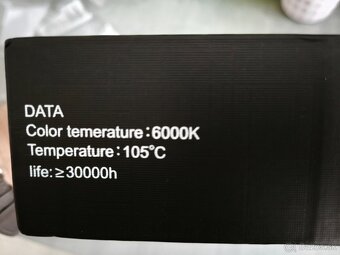 DATA
Color temerature：6000K
Temperature：105℃
life: ≥30000h